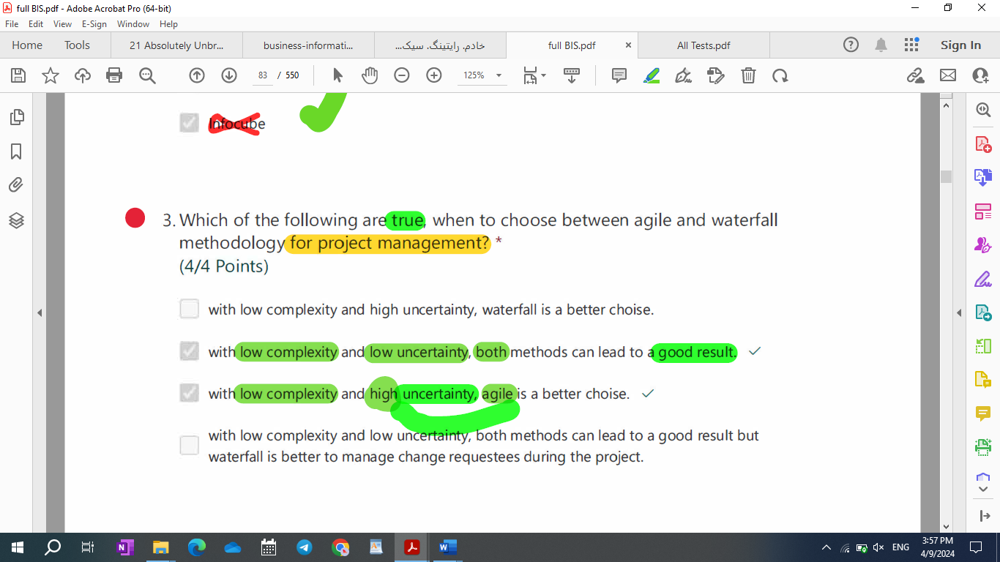 full BIS.pdf - Adobe Acrobat Pro (64-bit)
File Edit View E-Sign Window Help
Home Tools 21 Absolutely Unbr... business-informati... خادم. رایتینگ. سیک... full BIS.pdf × All Tests.pdf Sign In
83 / 550 125%
Infocube
3. Which of the following are true, when to choose between agile and waterfall
methodology for project management? *
(4/4 Points)
with low complexity and high uncertainty, waterfall is a better choise.
with low complexity and low uncertainty, both methods can lead to a good result.
with low complexity and high uncertainty, agile is a better choise.
with low complexity and low uncertainty, both methods can lead to a good result but
waterfall is better to manage change requestees during the project.
ENG
3:57 PM
4/9/2024